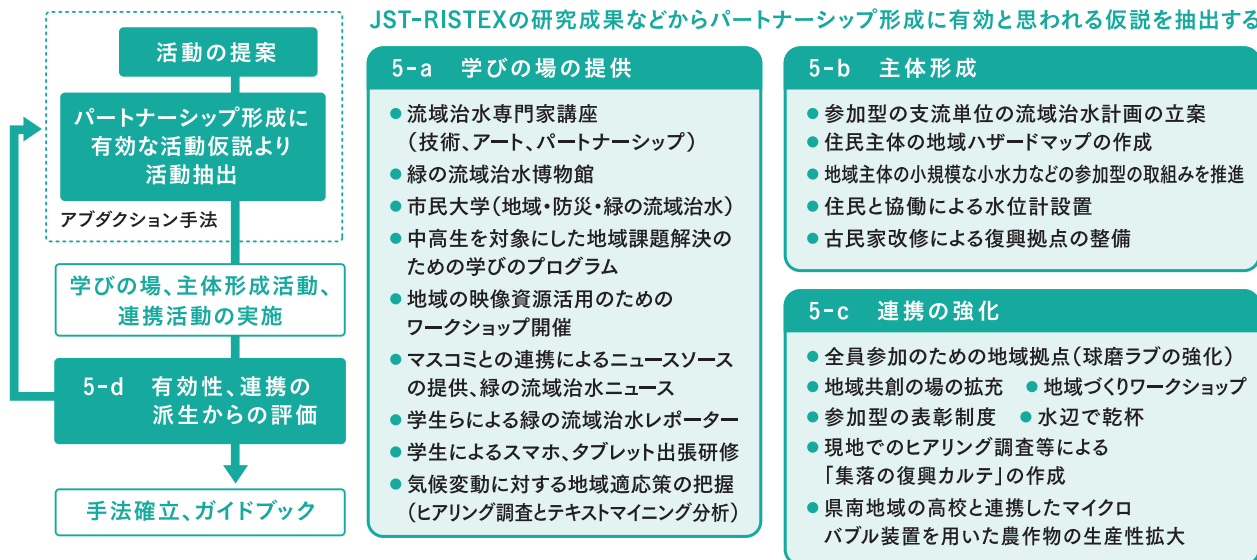 JST-RISTEXの研究成果などからパートナーシップ形成に有効と思われる仮説を抽出する
活動の提案
パートナーシップ形成に
有効な活動仮説より
活動抽出
アブダクション手法
学びの場、主体形成活動、
連携活動の実施
5-d 有効性、連携の
派生からの評価
手法確立、ガイドブック
5-a 学びの場の提供
●流域治水専門家講座
(技術、アート、パートナーシップ)
●緑の流域治水博物館
●市民大学(地域・防災・緑の流域治水)
●中高生を対象にした地域課題解決の
ための学びのプログラム
●地域の映像資源活用のための
ワークショップ開催
●マスコミとの連携によるニュースソース
の提供、緑の流域治水ニュース
●学生らによる緑の流域治水レポーター
●学生によるスマホ、タブレット出張研修
●気候変動に対する地域適応策の把握
(ヒアリング調査とテキストマイニング分析)
5-b 主体形成
●参加型の支流単位の流域治水計画の立案
●住民主体の地域ハザードマップの作成
●地域主体の小規模な小水力などの参加型の取組みを推進
●住民と協働による水位計設置
●古民家改修による復興拠点の整備
5-c 連携の強化
●全員参加のための地域拠点(球磨ラブの強化)
●地域共創の場の拡充 ●地域づくりワークショップ
●参加型の表彰制度 ●水辺で乾杯
●現地でのヒアリング調査等による
「集落の復興カルテ」の作成
●県南地域の高校と連携したマイクロ
バブル装置を用いた農作物の生産性拡大